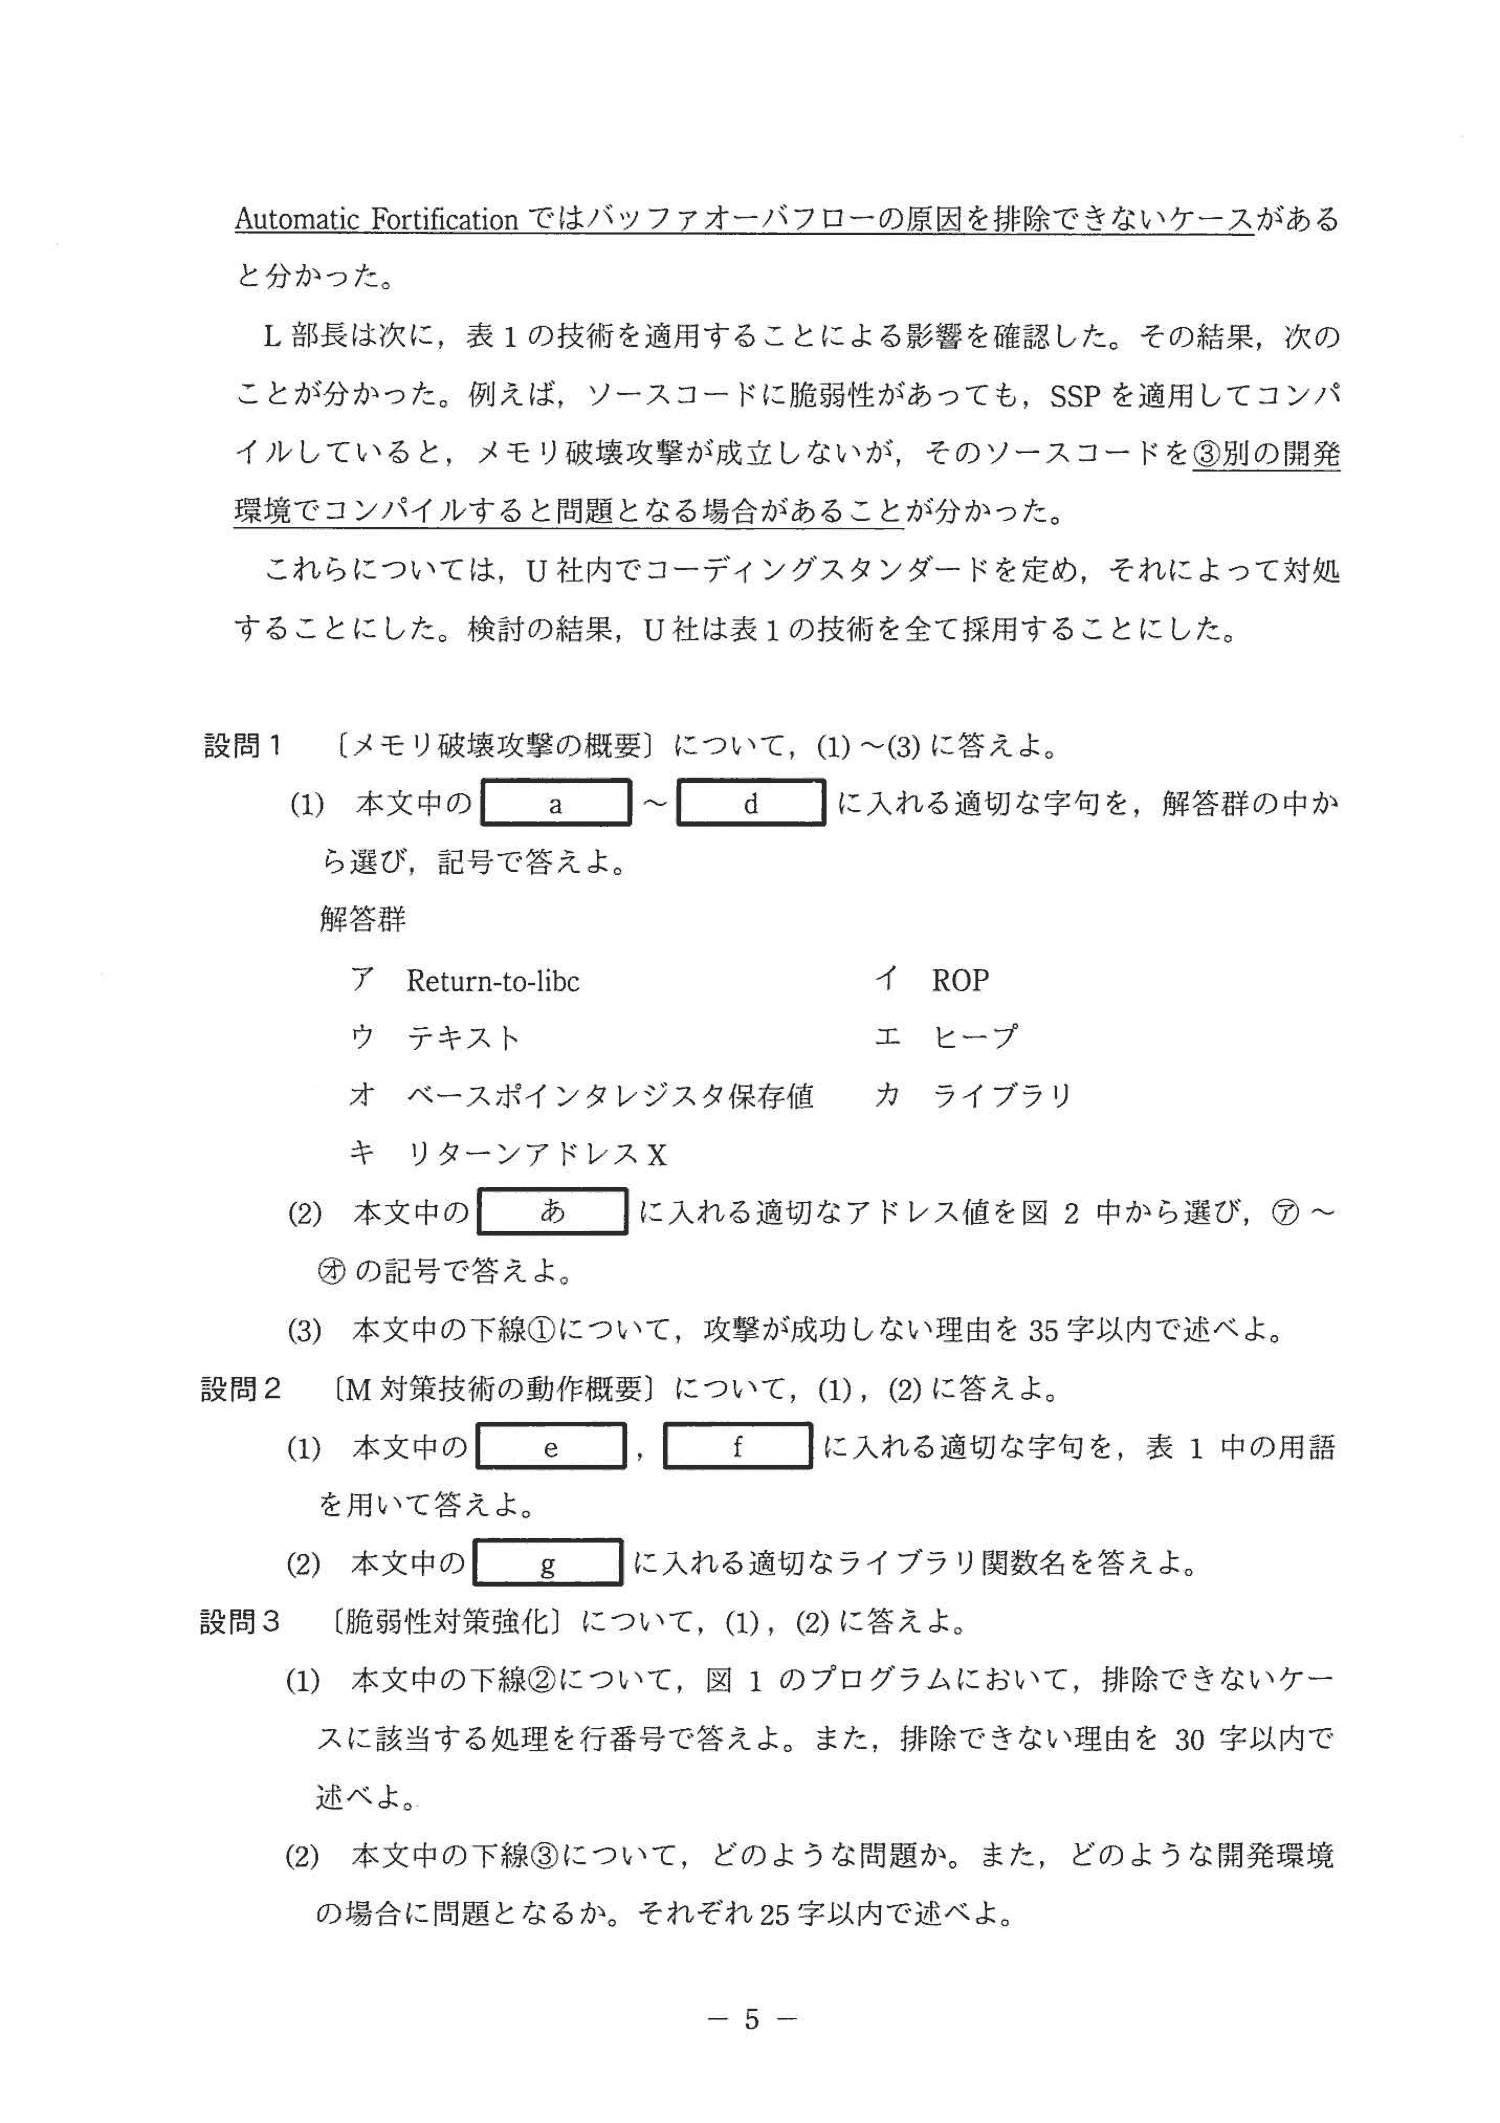 Automatic Fortification ではバッファオーバフローの原因を排除できないケースがある
と分かった。
L 部長は次に，表 1 の技術を適用することによる影響を確認した。その結果，次の
ことが分かった。例えば，ソースコードに脆弱性があっても，SSP を適用してコンパ
イルしていると，メモリ破壊攻撃が成立しないが，そのソースコードを③別の開発
環境でコンパイルすると問題となる場合があることが分かった。
これらについては，U 社内でコーディングスタンダードを定め，それによって対処
することにした。検討の結果，U 社は表 1 の技術を全て採用することにした。
設問１ 〔メモリ破壊攻撃の概要〕について，(1) ～(3) に答えよ。
(1) 本文中の a ～ d に入れる適切な字句を，解答群の中か
ら選び，記号で答えよ。
解答群
ア Return-to-libc イ ROP
ウ テキスト エ ヒープ
オ ベースポインタレジスタ保存値 カ ライブラリ
キ リターンアドレス X
(2) 本文中の あ に入れる適切なアドレス値を図 2 中から選び，㋐ ～
㋔ の記号で答えよ。
(3) 本文中の下線①について，攻撃が成功しない理由を 35 字以内で述べよ。
設問２ 〔M 対策技術の動作概要〕について，(1)，(2) に答えよ。
(1) 本文中の e ， f に入れる適切な字句を，表 1 中の用語
を用いて答えよ。
(2) 本文中の g に入れる適切なライブラリ関数名を答えよ。
設問３ 〔脆弱性対策強化〕について，(1)，(2) に答えよ。
(1) 本文中の下線②について，図 1 のプログラムにおいて，排除できないケー
スに該当する処理を行番号で答えよ。また，排除できない理由を 30 字以内で
述べよ。
(2) 本文中の下線③について，どのような問題か。また，どのような開発環境
の場合に問題となるか。それぞれ 25 字以内で述べよ。
－ 5 －